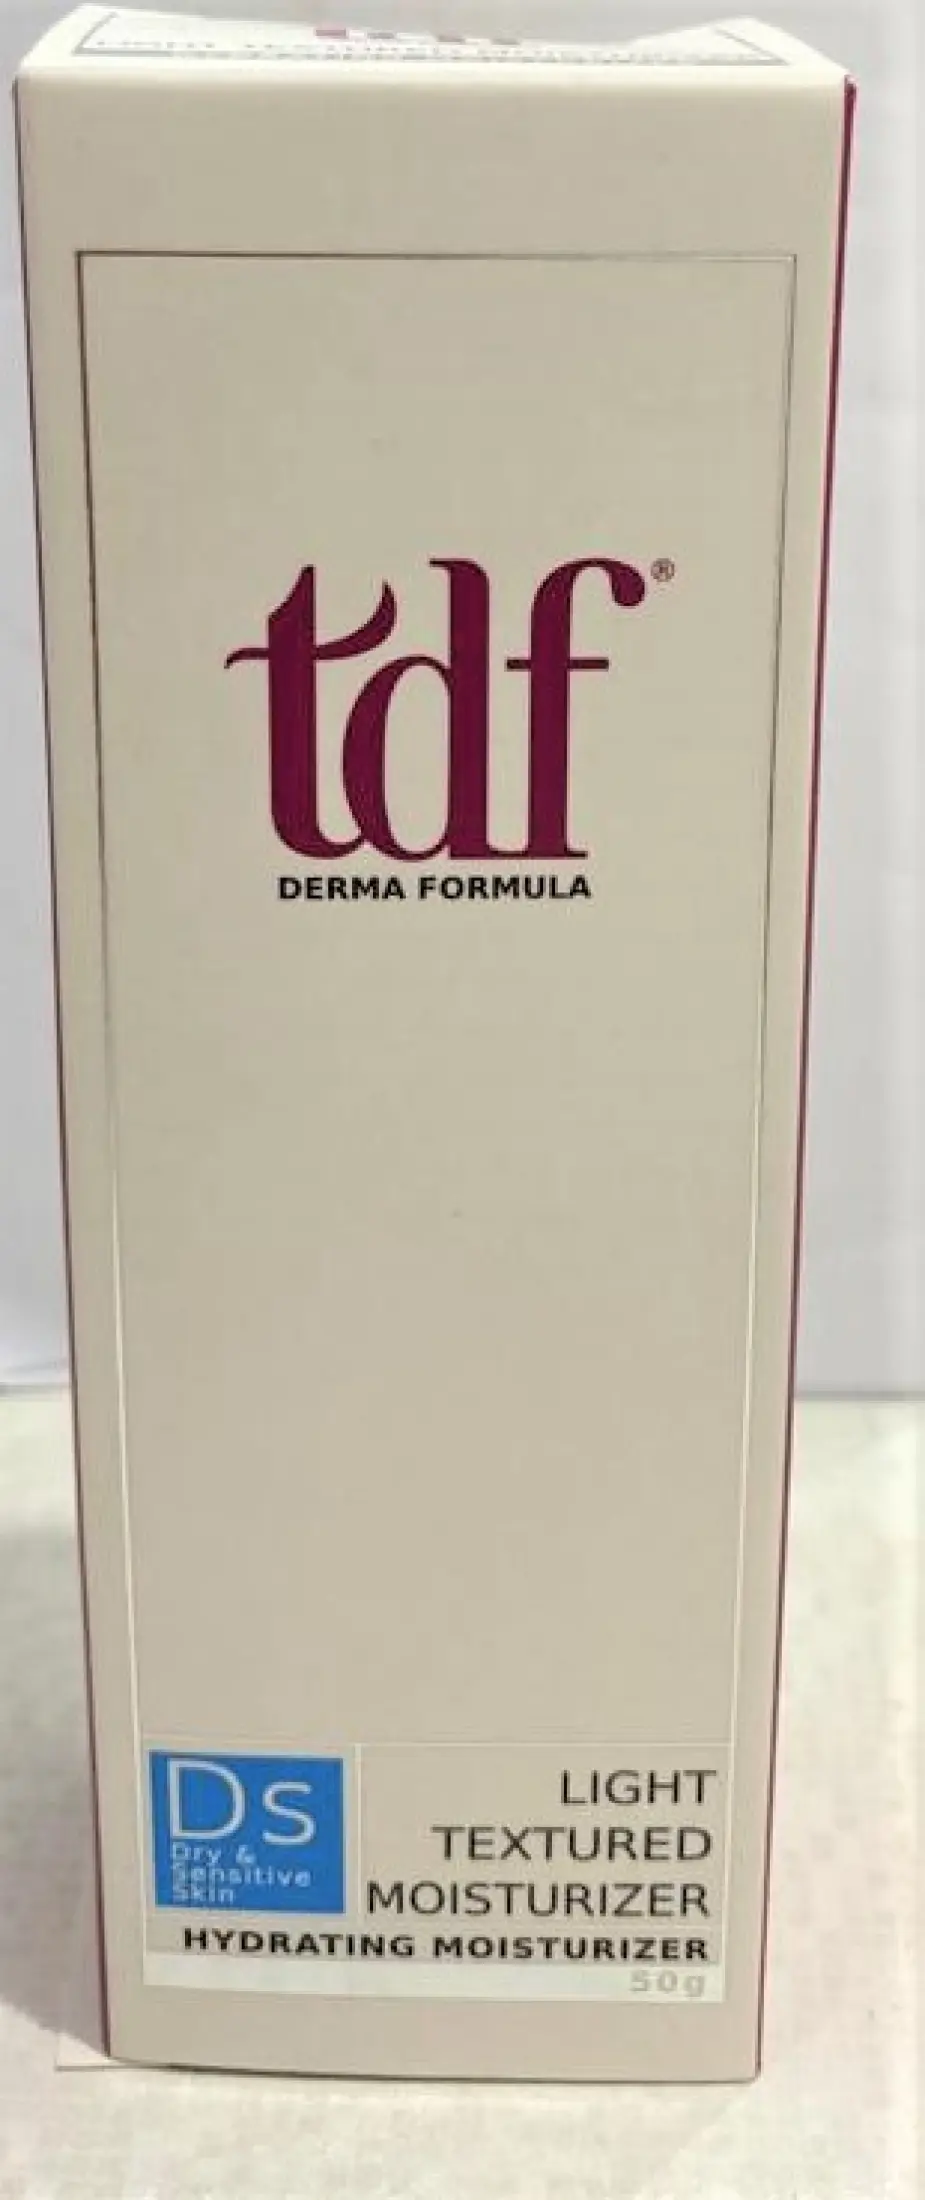 tdf®
DERMA FORMULA
Ds
Dry &
Sensitive
Skin
LIGHT
TEXTURED
MOISTURIZER
HYDRATING MOISTURIZER
50g